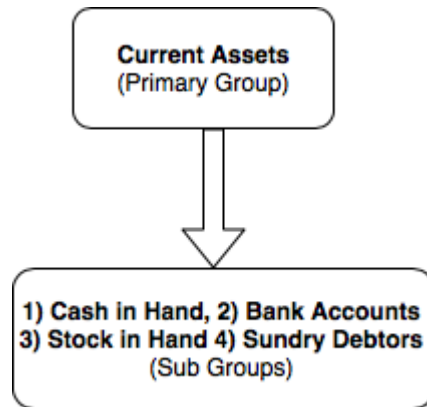 Current Assets
(Primary Group)
1) Cash in Hand, 2) Bank Accounts
3) Stock in Hand 4) Sundry Debtors
(Sub Groups)